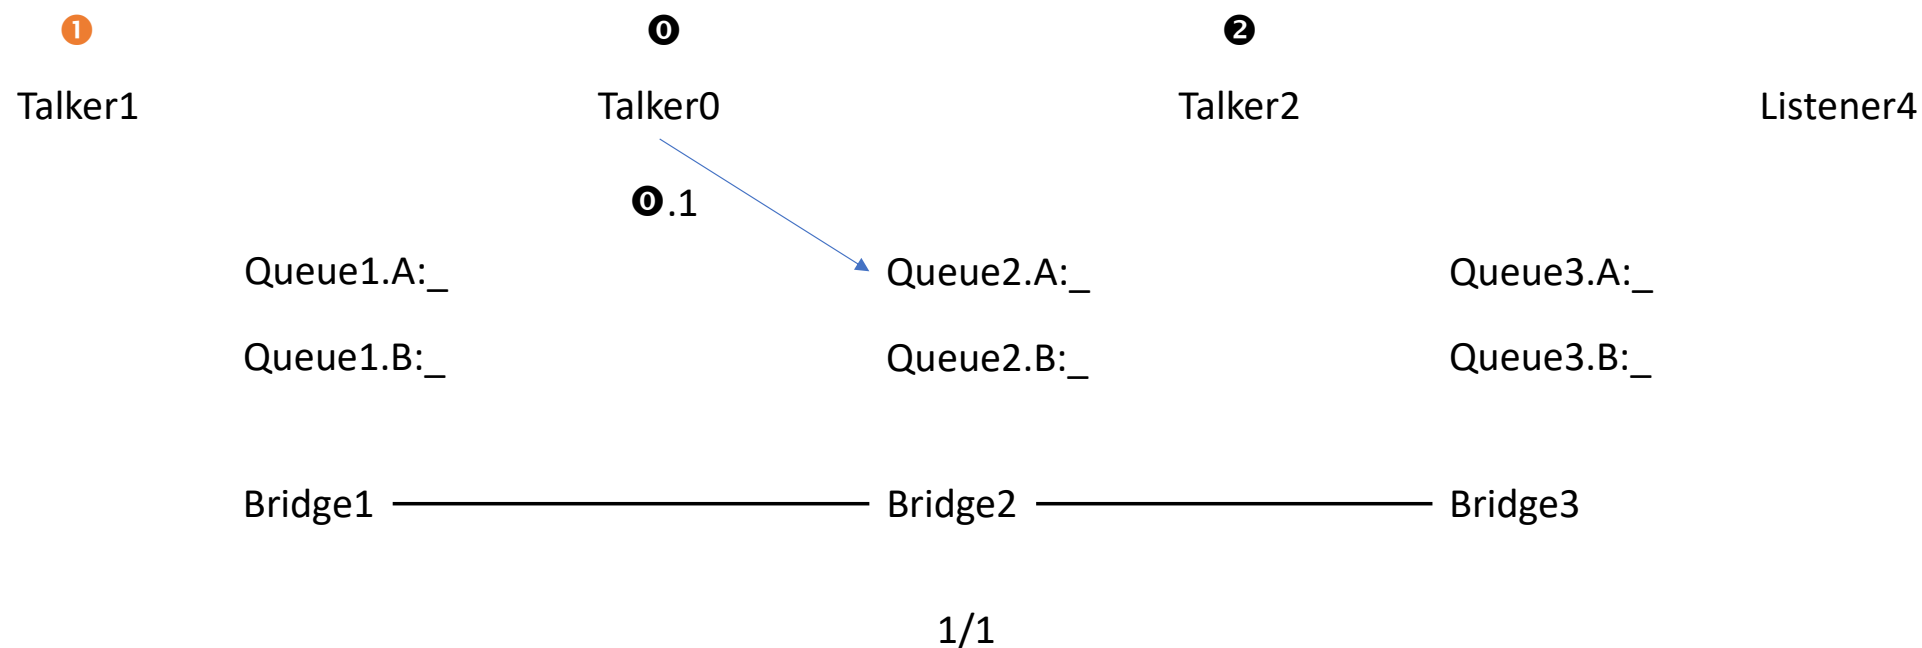 ❶ ⓿ ❷
Talker1 Talker0 Talker2 Listener4
⓿.1
Queue1.A:_ Queue2.A:_ Queue3.A:_
Queue1.B:_ Queue2.B:_ Queue3.B:_
Bridge1 Bridge2 Bridge3
1/1